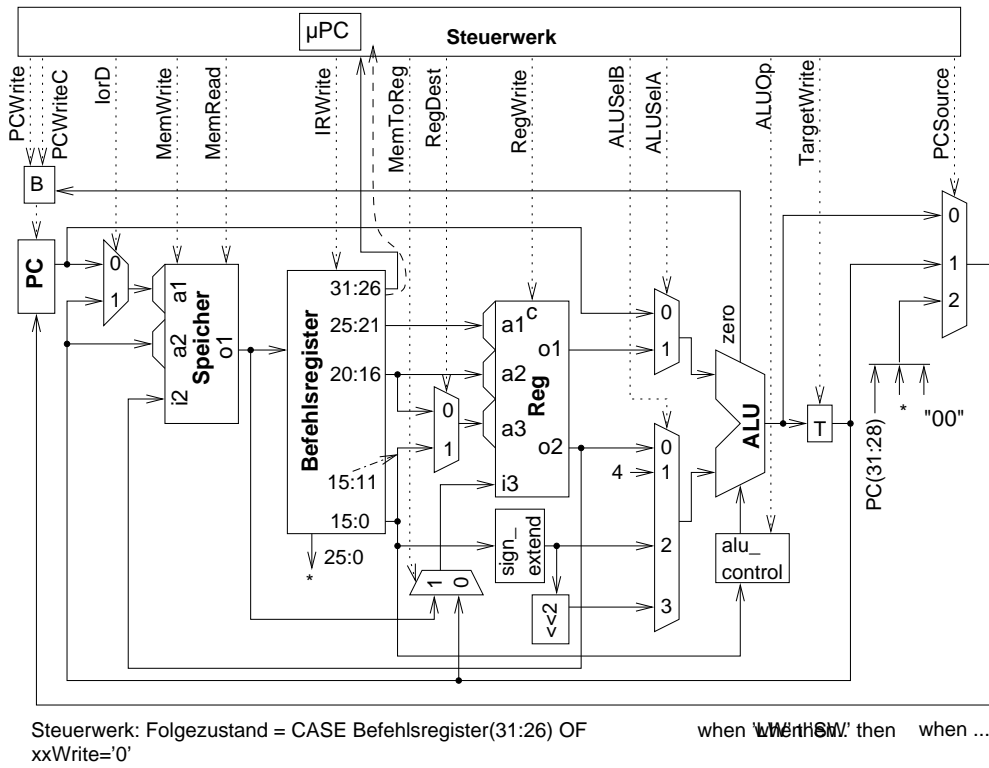 µPC
Steuerwerk
PCWrite
PCWriteC
IorD
MemWrite
MemRead
IRWrite
MemToReg
RegDest
RegWrite
ALUSelB
ALUSelA
ALUOp
TargetWrite
PCSource
B
PC
0
1
a1
a2
i2
o1
Speicher
Befehlsregister
31:26
25:21
20:16
15:11
15:0
25:0
*
0
1
a1
c
a2
a3
i3
o1
o2
Reg
1
0
sign_
extend
<<2
0
1
4
0
1
2
3
zero
ALU
alu_
control
T
0
1
2
PC(31:28)
*
"00"
Steuerwerk: Folgezustand = CASE Befehlsregister(31:26) OF
when
then
when ...
xxWrite='0'